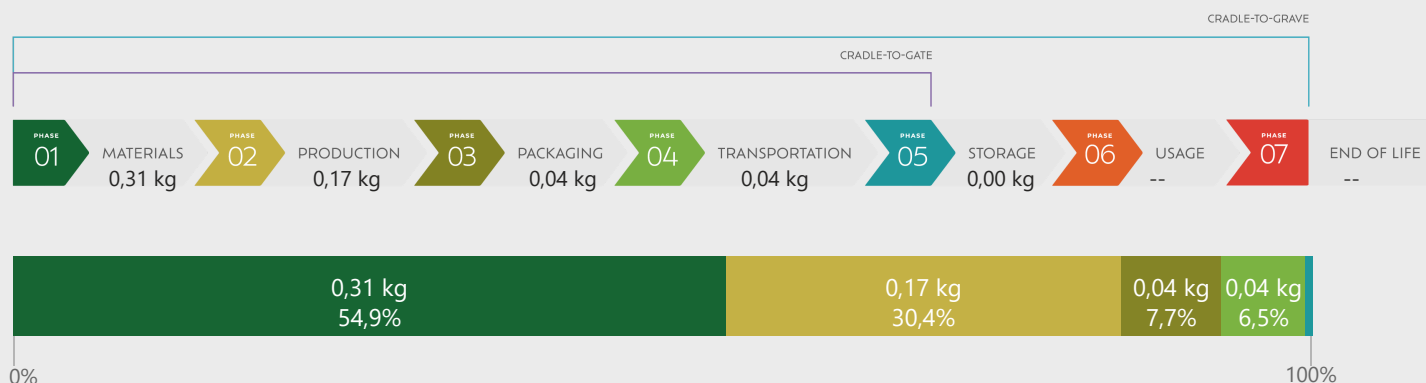 CRADLE-TO-GRAVE
CRADLE-TO-GATE
PHASE
01
MATERIALS
0,31 kg
PHASE
02
PRODUCTION
0,17 kg
PHASE
03
PACKAGING
0,04 kg
PHASE
04
TRANSPORTATION
0,04 kg
PHASE
05
STORAGE
0,00 kg
PHASE
06
USAGE
--
PHASE
07
END OF LIFE
--
0,31 kg
54,9%
0,17 kg
30,4%
0,04 kg
7,7%
0,04 kg
6,5%
0%
100%